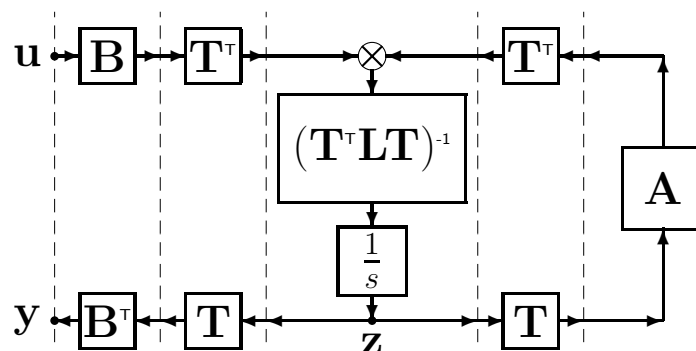 u B Tᵀ Tᵀ
(TᵀLT)⁻¹
A
1/s
y Bᵀ T T
z